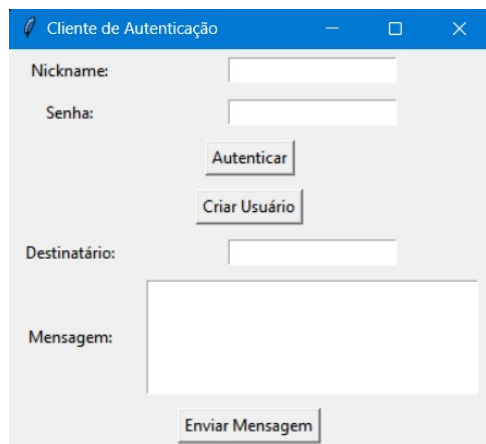 Cliente de Autenticação
Nickname:
Senha:
Autenticar
Criar Usuário
Destinatário:
Mensagem:
Enviar Mensagem